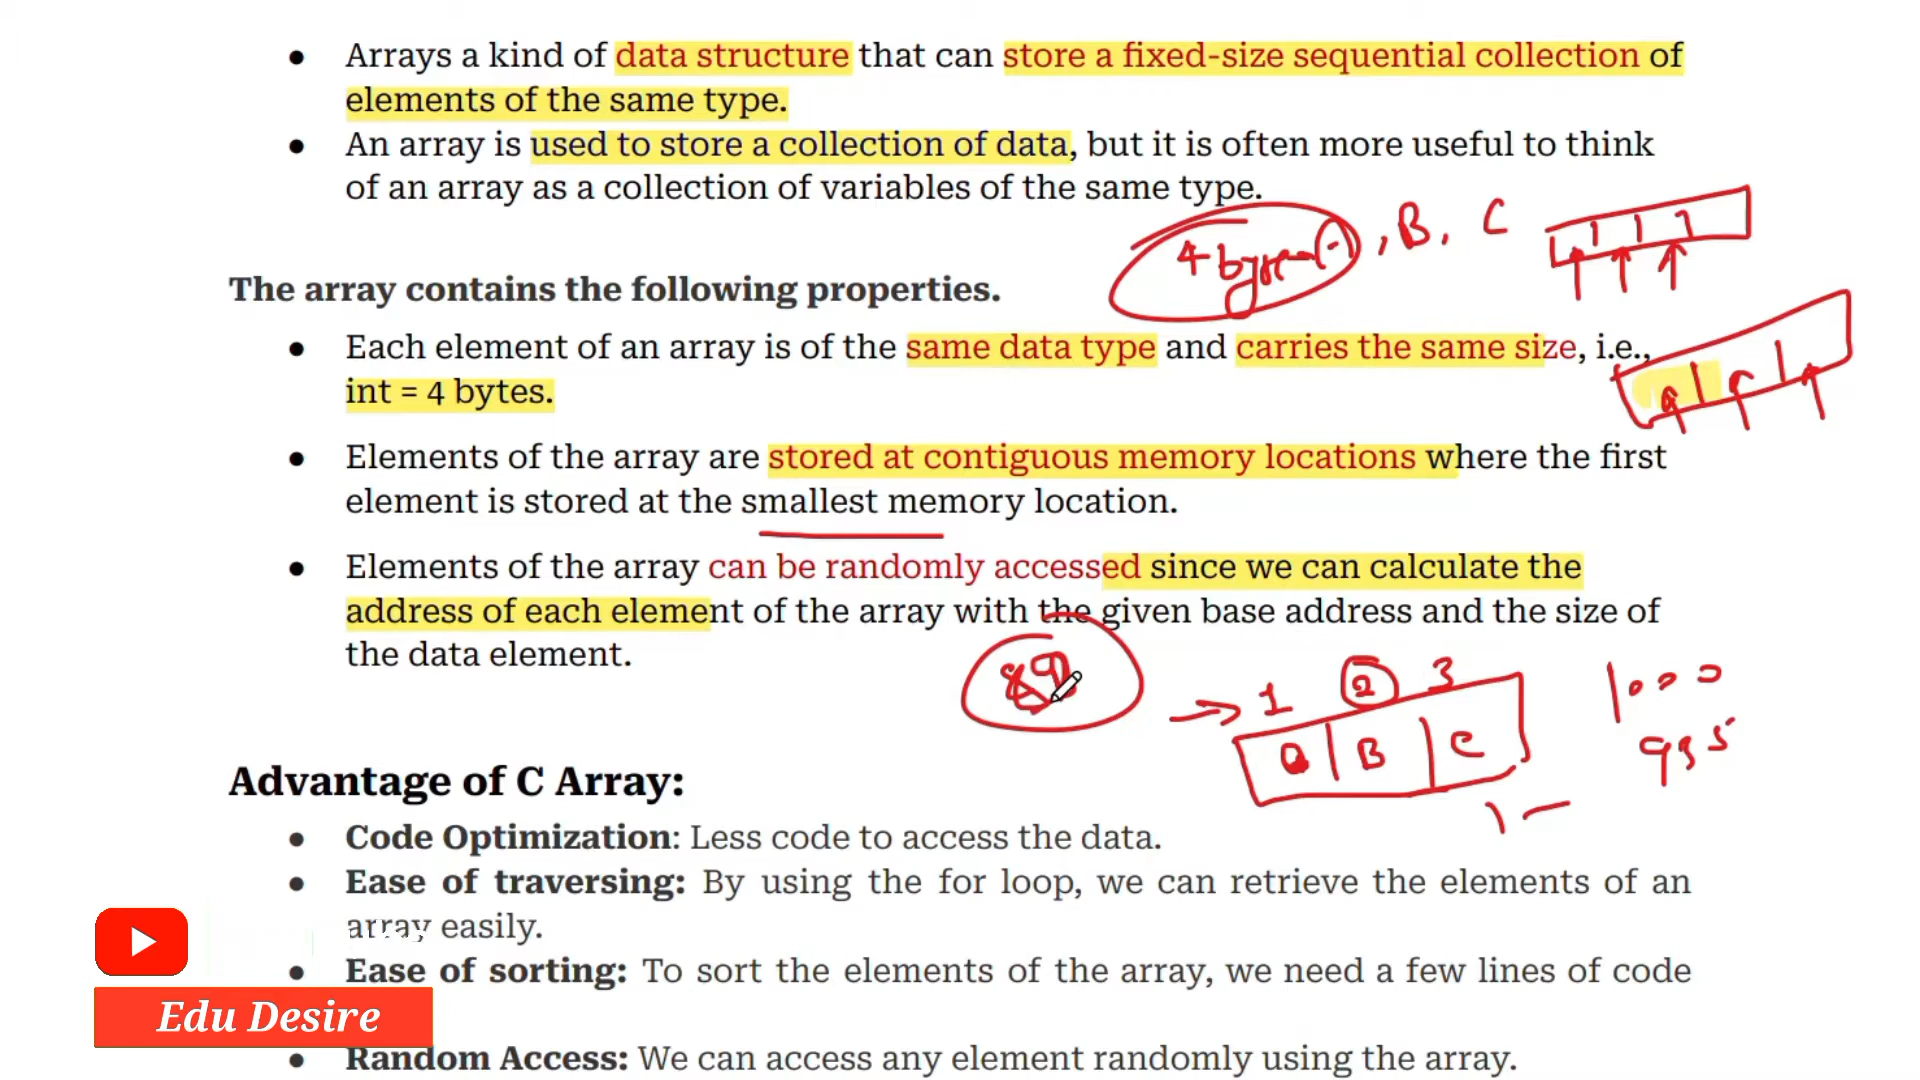 ● Arrays a kind of data structure that can store a fixed-size sequential collection of
elements of the same type.
● An array is used to store a collection of data, but it is often more useful to think
of an array as a collection of variables of the same type.
, B, C
The array contains the following properties.
● Each element of an array is of the same data type and carries the same size, i.e.,
int = 4 bytes.
● Elements of the array are stored at contiguous memory locations where the first
element is stored at the smallest memory location.
● Elements of the array can be randomly accessed since we can calculate the
address of each element of the array with the given base address and the size of
the data element.
89
1 2 3
B C
1000
Advantage of C Array:
● Code Optimization: Less code to access the data.
● Ease of traversing: By using the for loop, we can retrieve the elements of an
array easily.
● Ease of sorting: To sort the elements of the array, we need a few lines of code
Edu Desire
● Random Access: We can access any element randomly using the array.